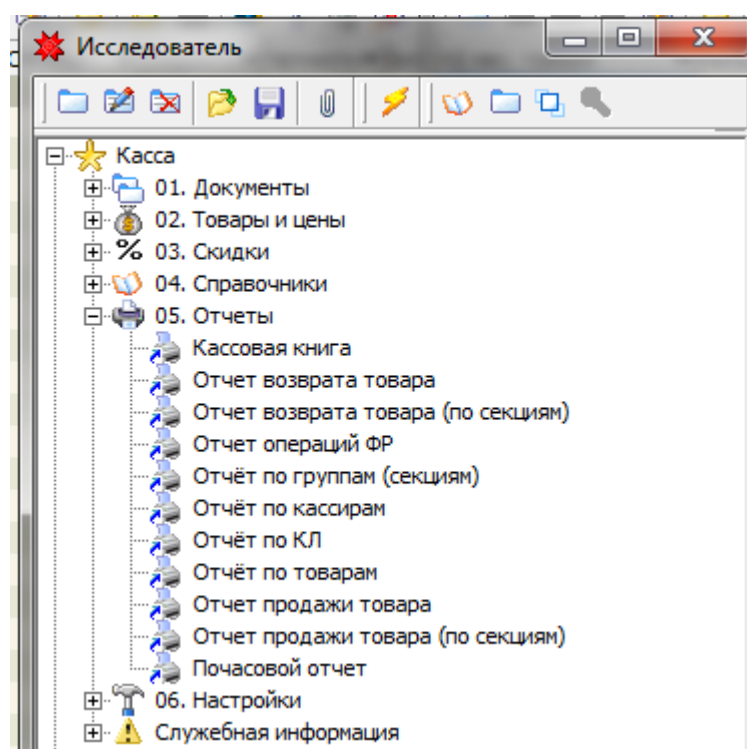 Исследователь
Касса
01. Документы
02. Товары и цены
% 03. Скидки
04. Справочники
05. Отчеты
Кассовая книга
Отчет возврата товара
Отчет возврата товара (по секциям)
Отчет операций ФР
Отчёт по группам (секциям)
Отчёт по кассирам
Отчёт по КЛ
Отчёт по товарам
Отчет продажи товара
Отчет продажи товара (по секциям)
Почасовой отчет
06. Настройки
Служебная информация